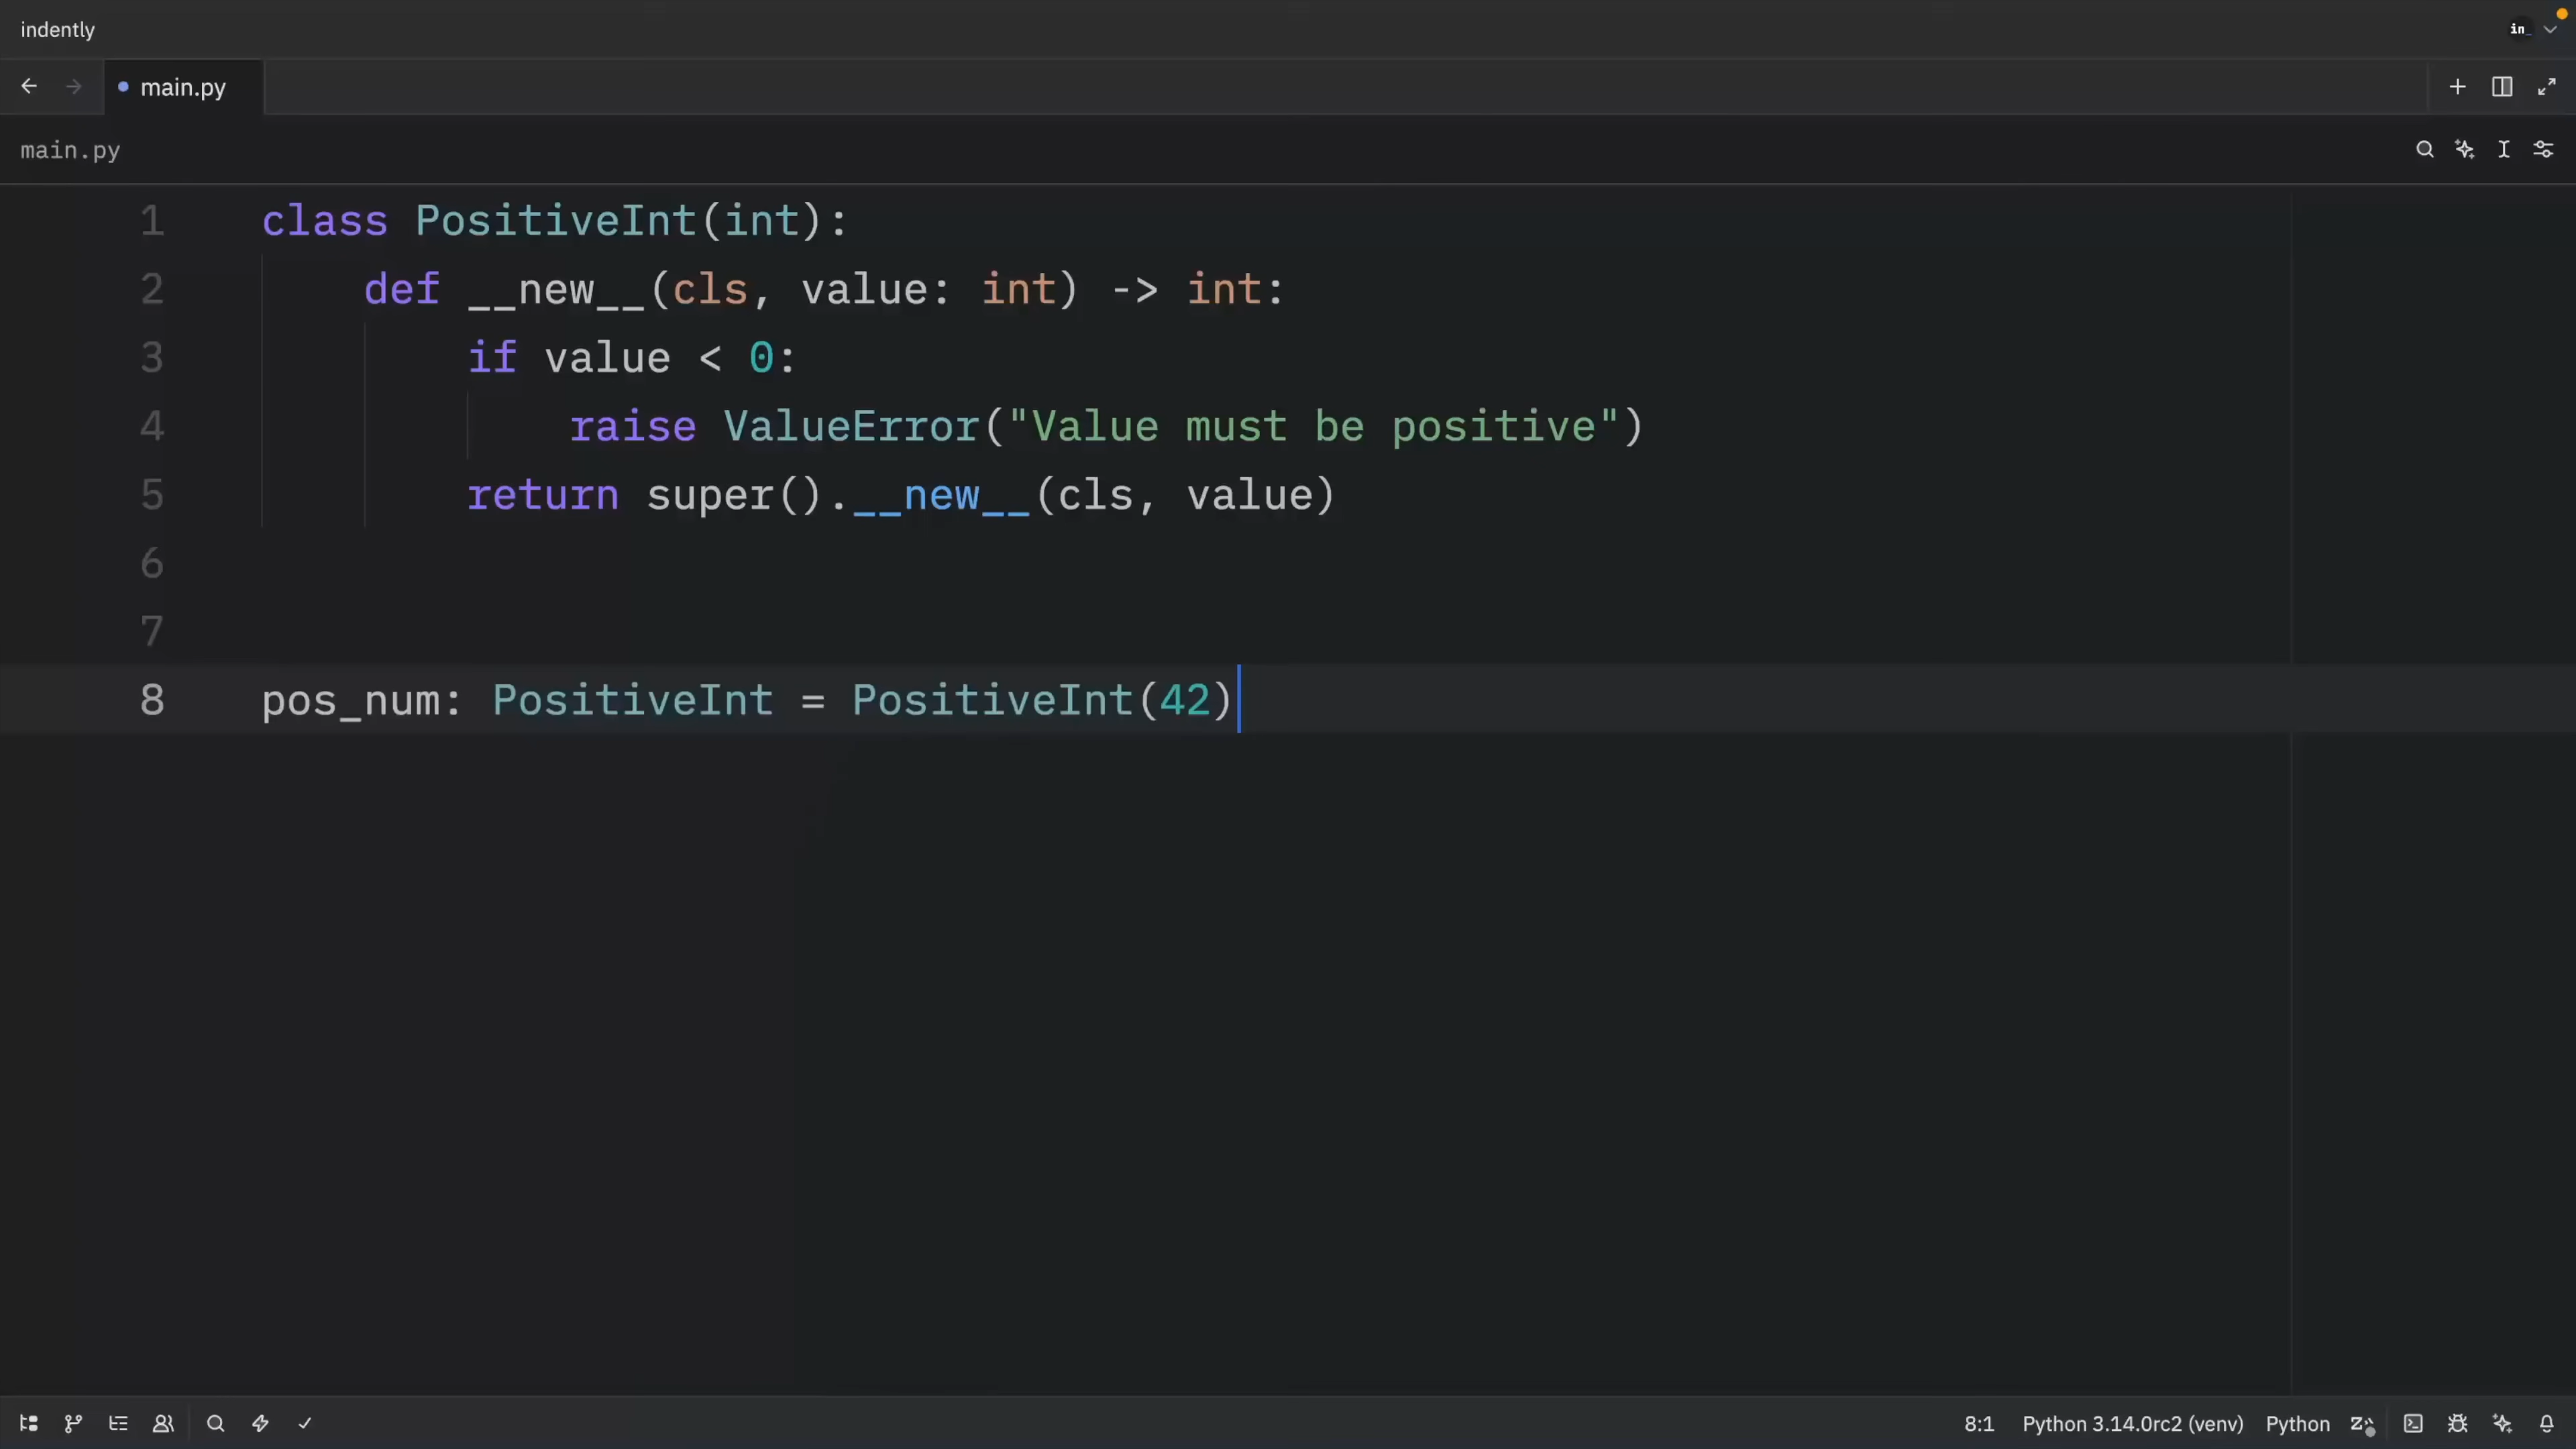 indently
in_
main.py
main.py
1 class PositiveInt(int):
2     def __new__(cls, value: int) -> int:
3         if value < 0:
4             raise ValueError("Value must be positive")
5         return super().__new__(cls, value)
6
7
8 pos_num: PositiveInt = PositiveInt(42)
8:1 Python 3.14.0rc2 (venv) Python